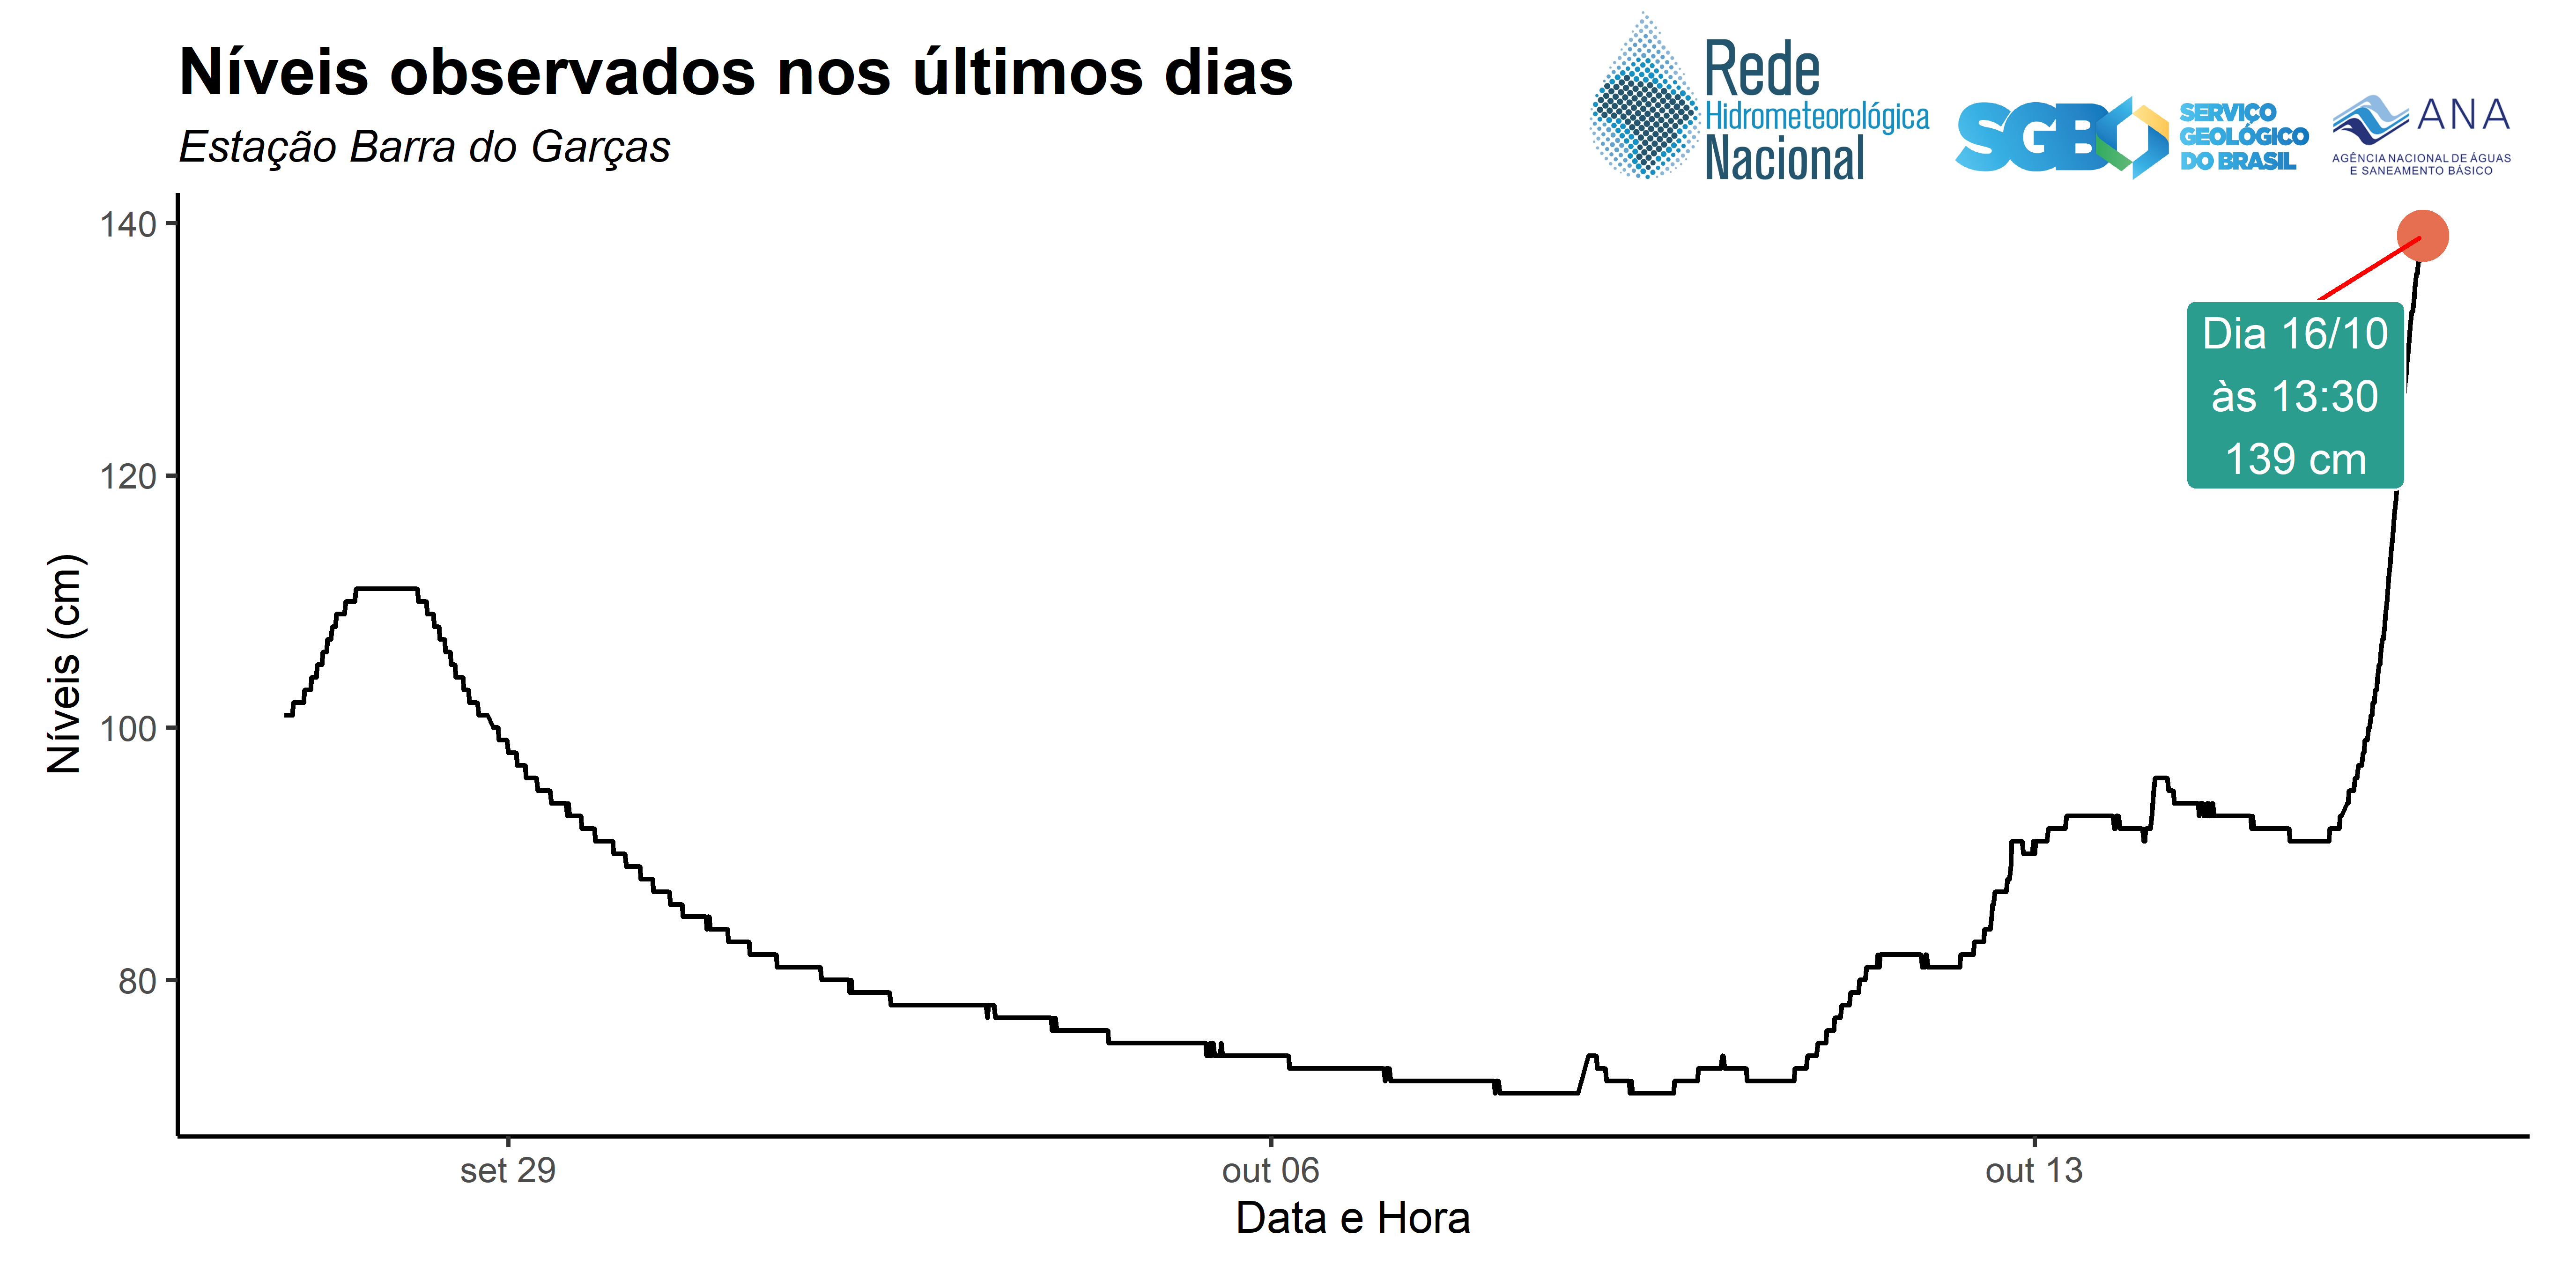 Níveis observados nos últimos dias
Estação Barra do Garças
Rede
Hidrometeorológica
Nacional
SGB
SERVIÇO
GEOLÓGICO
DO BRASIL
ANA
AGÊNCIA NACIONAL DE ÁGUAS
E SANEAMENTO BÁSICO
140
120
100
80
Níveis (cm)
Dia 16/10
às 13:30
139 cm
set 29
out 06
out 13
Data e Hora